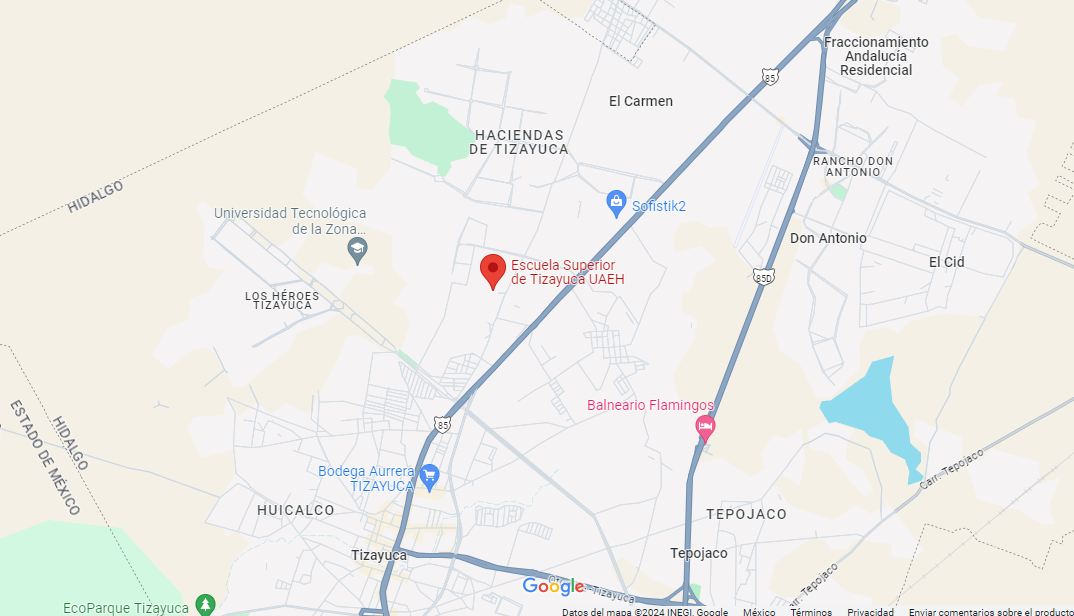 Fraccionamiento
Andalucía
Residencial
85
El Carmen
HACIENDAS
DE TIZAYUCA
RANCHO DON
ANTONIO
HIDALGO
Universidad Tecnológica
de la Zona...
Sofistik2
Don Antonio
El Cid
Escuela Superior
de Tizayuca UAEH
85D
LOS HÉROES
TIZAYUCA
HIDALGO
ESTADO DE MÉXICO
Balneario Flamingos
85
Bodega Aurrera
TIZAYUCA
Carr. Tepojaco
HUICALCO
TEPOJACO
Tizayuca
Tepojaco
Tizayuca
Tepojaco
Google
EcoParque Tizayuca
Datos del mapa ©2024 INEGI, Google
México
Términos
Privacidad
Enviar comentarios sobre el producto